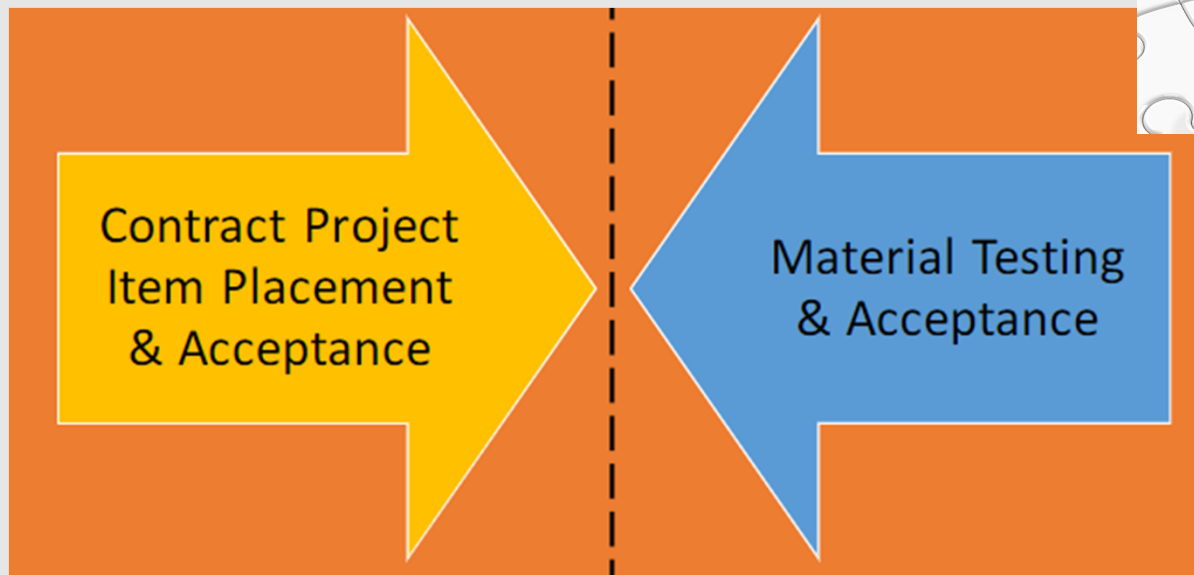 Contract Project
Item Placement
& Acceptance
Material Testing
& Acceptance